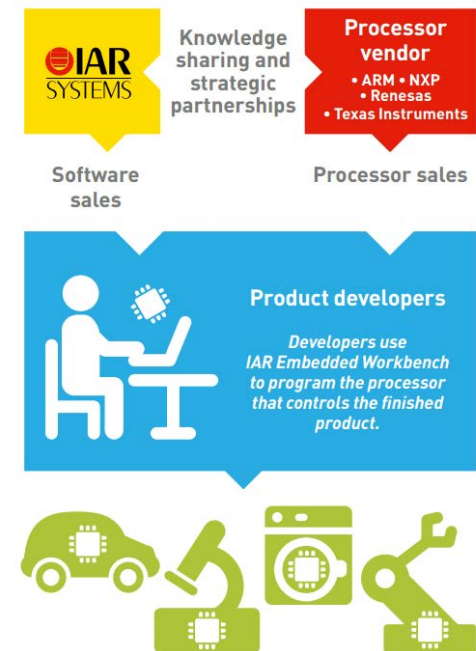 IAR
SYSTEMS
Knowledge
sharing and
strategic
partnerships
Processor
vendor
• ARM • NXP
• Renesas
• Texas Instruments
Software
sales
Processor sales
Product developers
Developers use
IAR Embedded Workbench
to program the processor
that controls the finished
product.